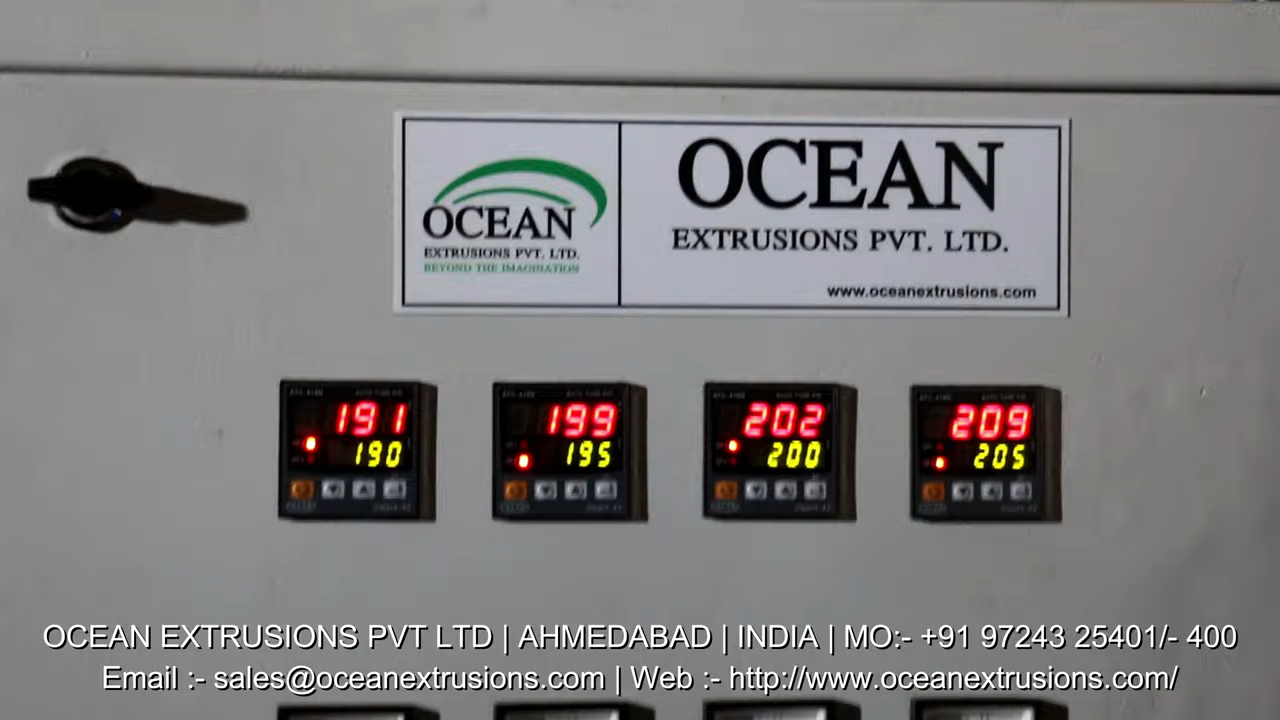 OCEAN
EXTRUSIONS PVT. LTD.
BEYOND THE IMAGINATION
OCEAN
EXTRUSIONS PVT. LTD.
www.oceanextrusions.com
191
190
199
195
202
200
209
205
OCEAN EXTRUSIONS PVT LTD | AHMEDABAD | INDIA | MO:- +91 97243 25401/- 400
Email :- sales@oceanextrusions.com | Web :- http://www.oceanextrusions.com/